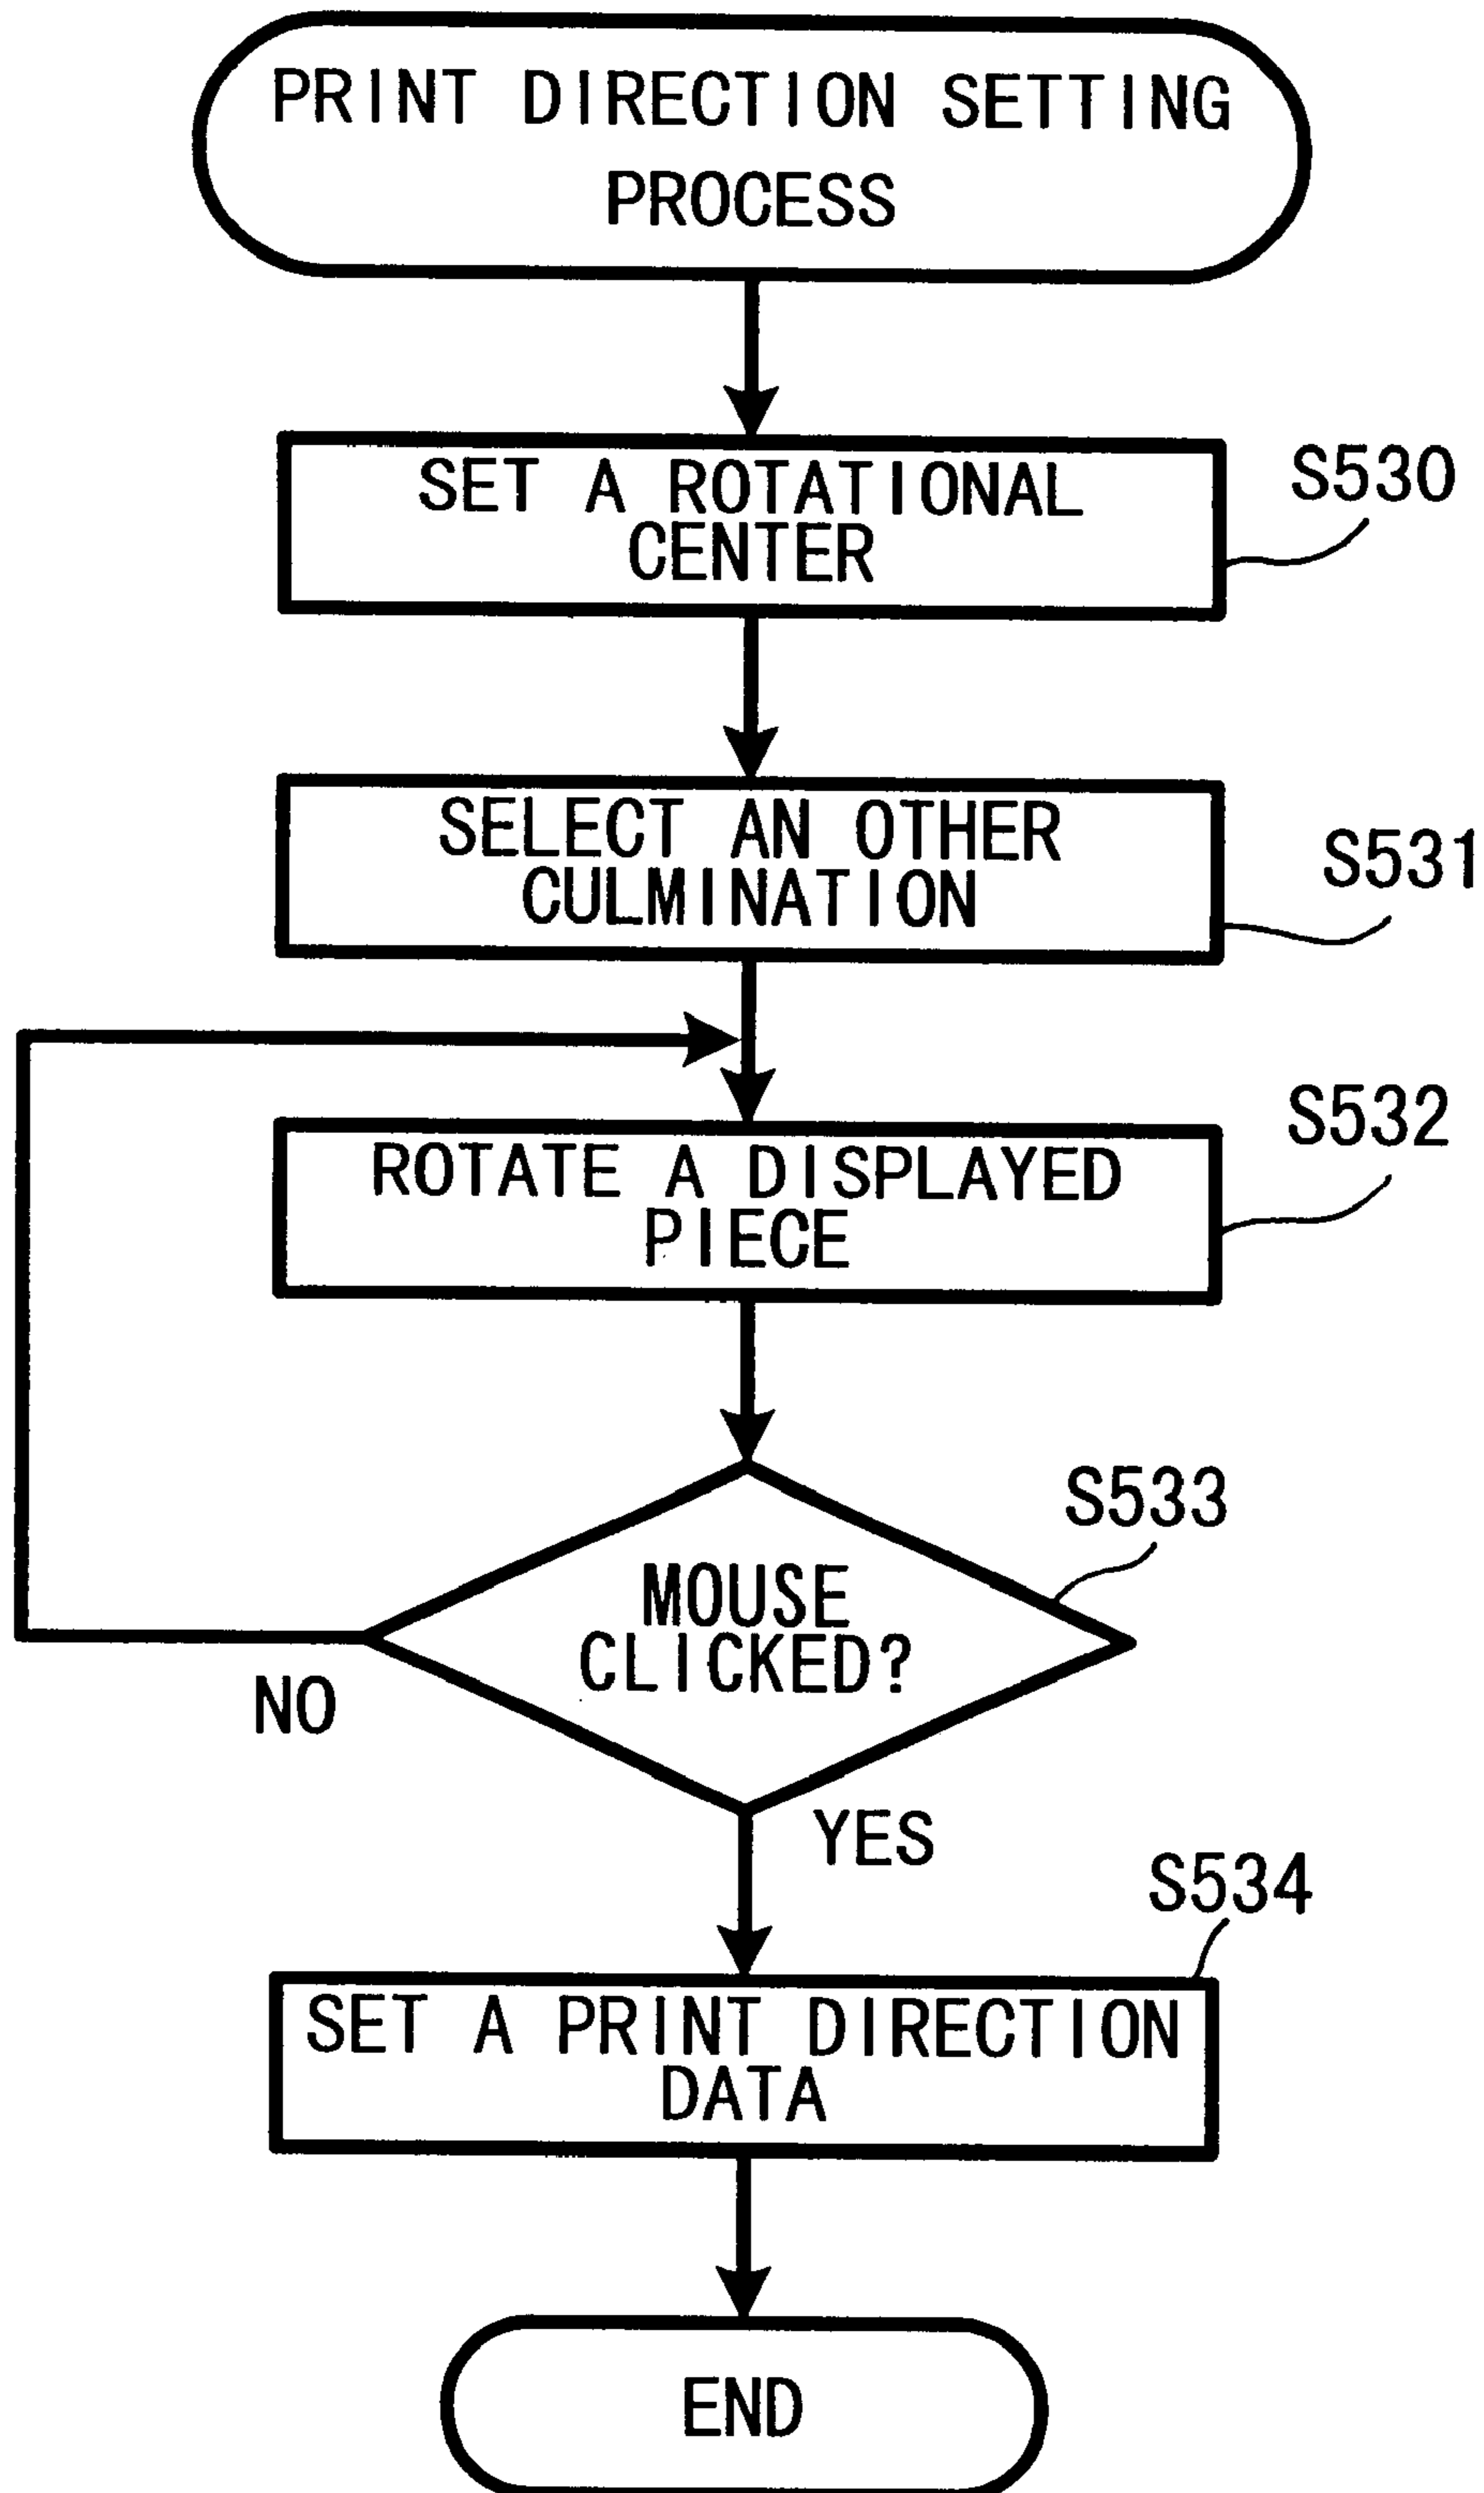 PRINT DIRECTION SETTING
PROCESS
SET A ROTATIONAL
CENTER
S530
SELECT AN OTHER
CULMINATION
S531
ROTATE A DISPLAYED
PIECE
S532
MOUSE
CLICKED?
S533
NO
YES
SET A PRINT DIRECTION
DATA
S534
END